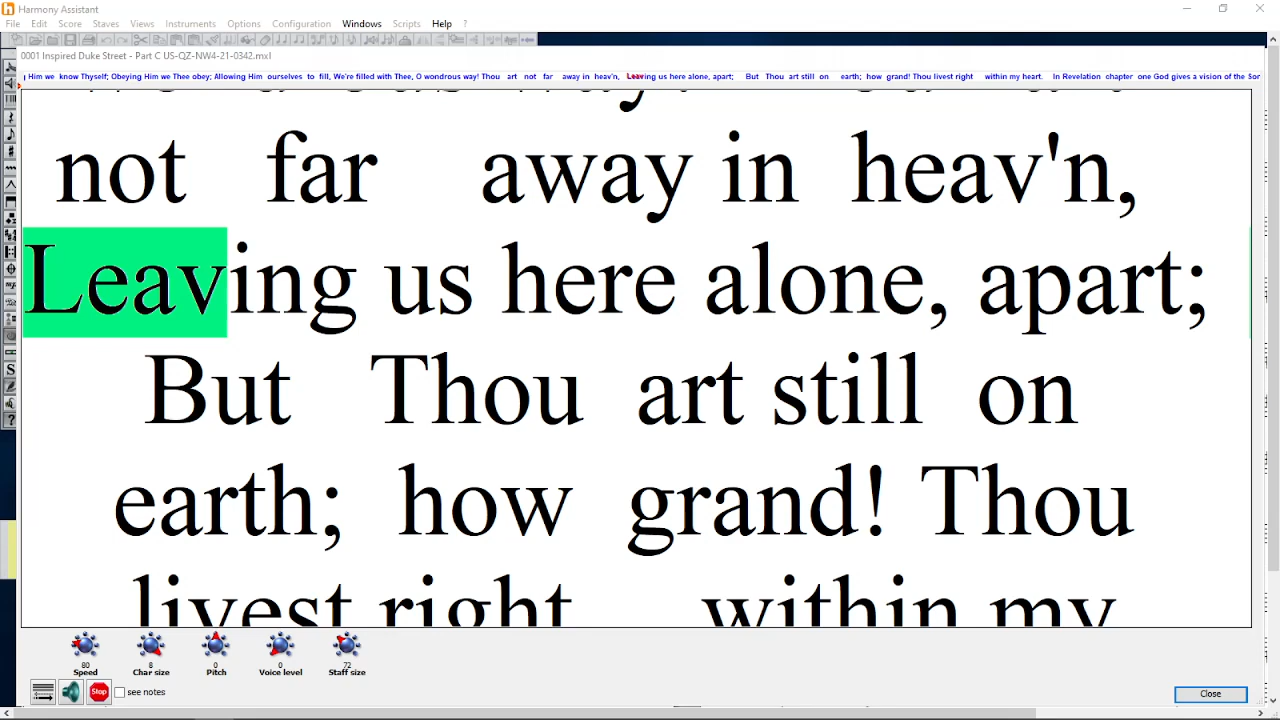 Harmony Assistant
File Edit Score Staves Views Instruments Options Configuration Windows Scripts Help ?
0001 Inspired Duke Street - Part C US-QZ-NW4-21-0342.mxl
Him we know Thyself; Obeying Him we Thee obey; Allowing Him ourselves to fill, We're filled with Thee, O wondrous way! Thou art not far away in heav'n, Leaving us here alone, apart; But Thou art still on earth; how grand! Thou livest right within my heart. In Revelation chapter one God gives a vision of the Son
not far away in heav'n,
Leaving us here alone, apart;
But Thou art still on
earth; how grand! Thou
livest right within my
80 8 0 0 72
Speed Char size Pitch Voice level Staff size
Stop see notes
Close